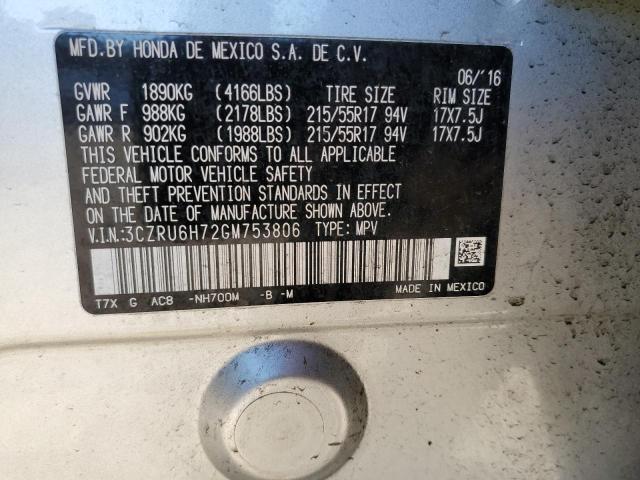 MFD.BY HONDA DE MEXICO S.A. DE C.V.
06/'16
GVWR 1890KG (4166LBS) TIRE SIZE RIM SIZE
GAWR F 988KG (2178LBS) 215/55R17 94V 17X7.5J
GAWR R 902KG (1988LBS) 215/55R17 94V 17X7.5J
THIS VEHICLE CONFORMS TO ALL APPLICABLE
FEDERAL MOTOR VEHICLE SAFETY
AND THEFT PREVENTION STANDARDS IN EFFECT
ON THE DATE OF MANUFACTURE SHOWN ABOVE.
V.I.N.:3CZRU6H72GM753806 TYPE: MPV
T7X G AC8 -NH700M -B -M MADE IN MEXICO